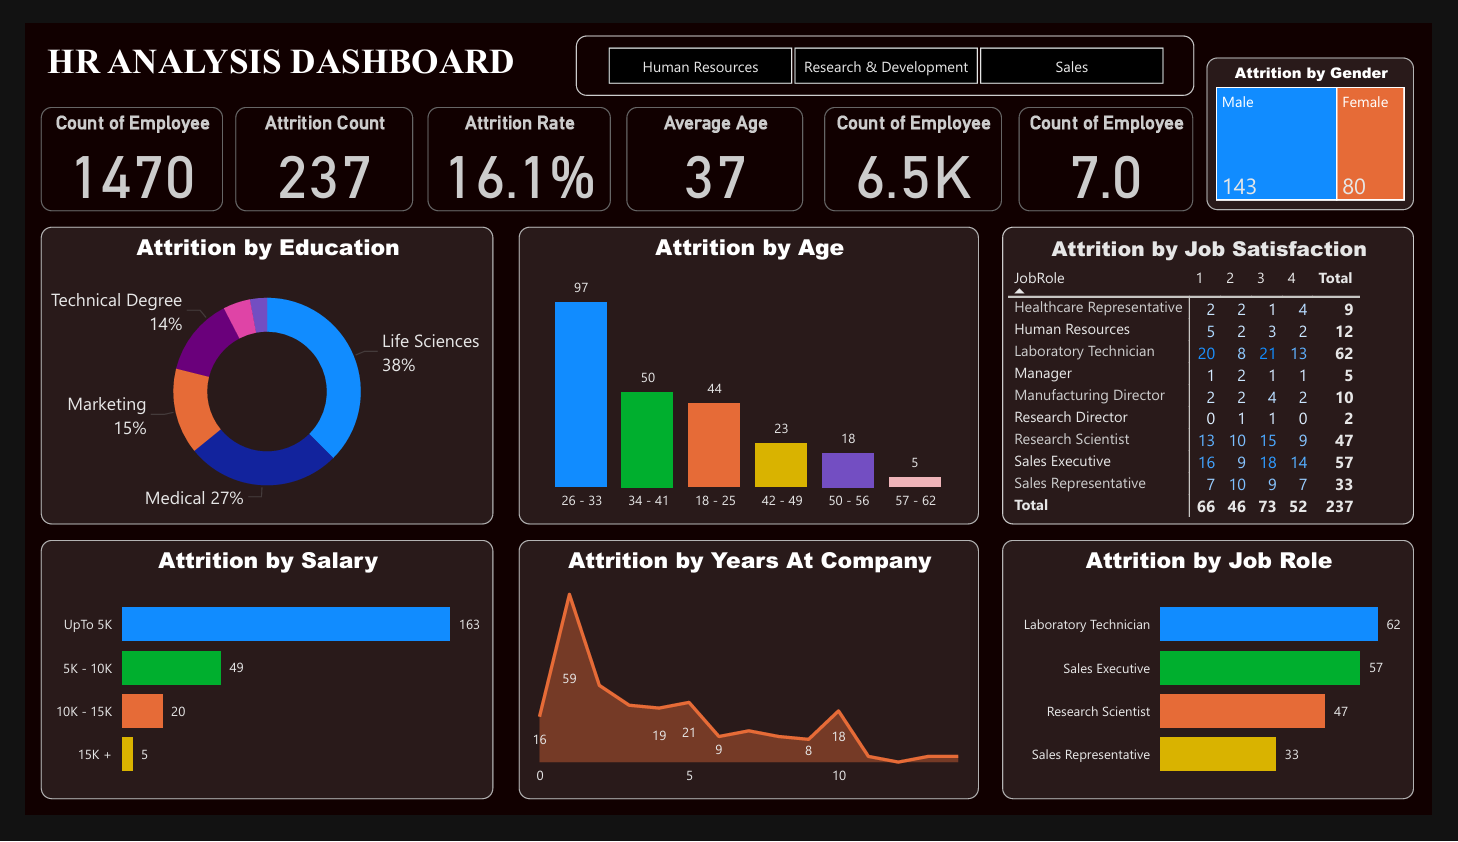 HR ANALYSIS DASHBOARD
Human Resources
Research & Development
Sales
Attrition by Gender
Male
Female
143
80
Count of Employee
1470
Attrition Count
237
Attrition Rate
16.1%
Average Age
37
Count of Employee
6.5K
Count of Employee
7.0
Attrition by Education
Technical Degree
14%
Life Sciences
38%
Marketing
15%
Medical 27%
Attrition by Age
97
50
44
23
18
5
26 - 33
34 - 41
18 - 25
42 - 49
50 - 56
57 - 62
Attrition by Job Satisfaction
JobRole 1 2 3 4 Total
Healthcare Representative 2 2 1 4 9
Human Resources 5 2 3 2 12
Laboratory Technician 20 8 21 13 62
Manager 1 2 1 1 5
Manufacturing Director 2 2 4 2 10
Research Director 0 1 1 0 2
Research Scientist 13 10 15 9 47
Sales Executive 16 9 18 14 57
Sales Representative 7 10 9 7 33
Total 66 46 73 52 237
Attrition by Salary
UpTo 5K 163
5K - 10K 49
10K - 15K 20
15K + 5
Attrition by Years At Company
59
16
19
21
9
8
18
0
5
10
Attrition by Job Role
Laboratory Technician 62
Sales Executive 57
Research Scientist 47
Sales Representative 33